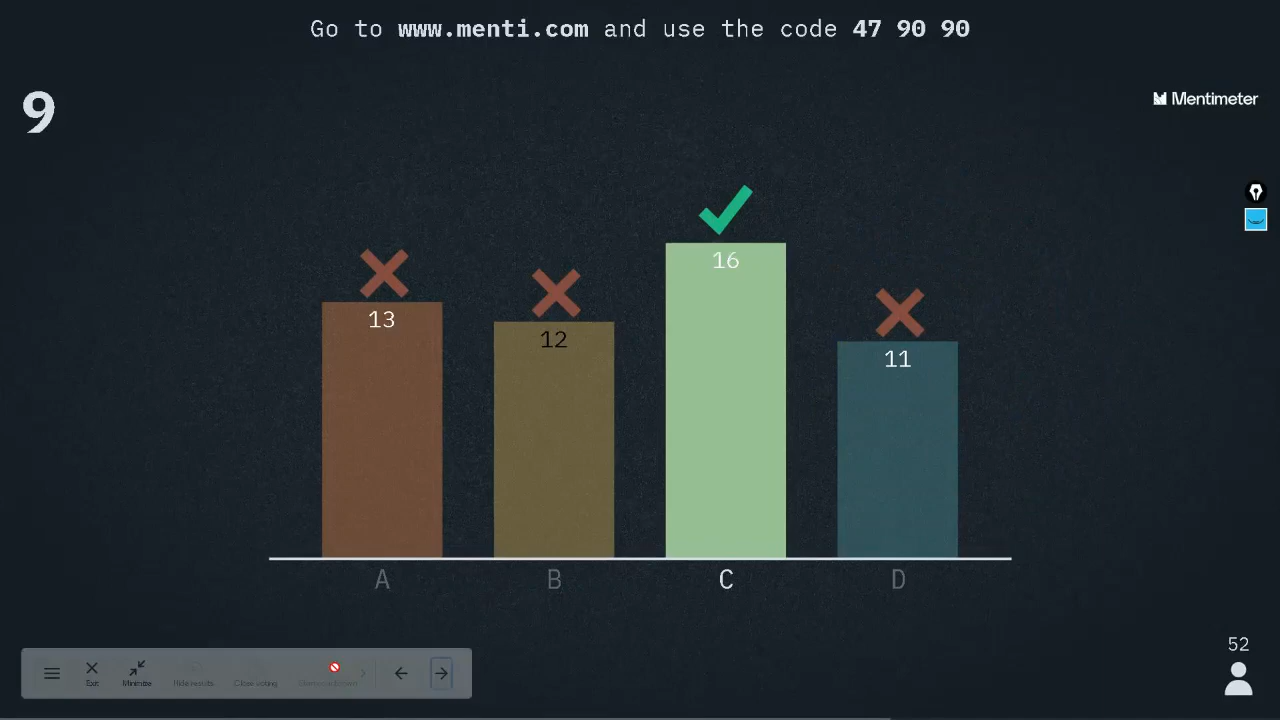 Go to www.menti.com and use the code 47 90 90
9
Mentimeter
16
13
12
11
A B C D
52
Exit Minimize Hide results Close voting